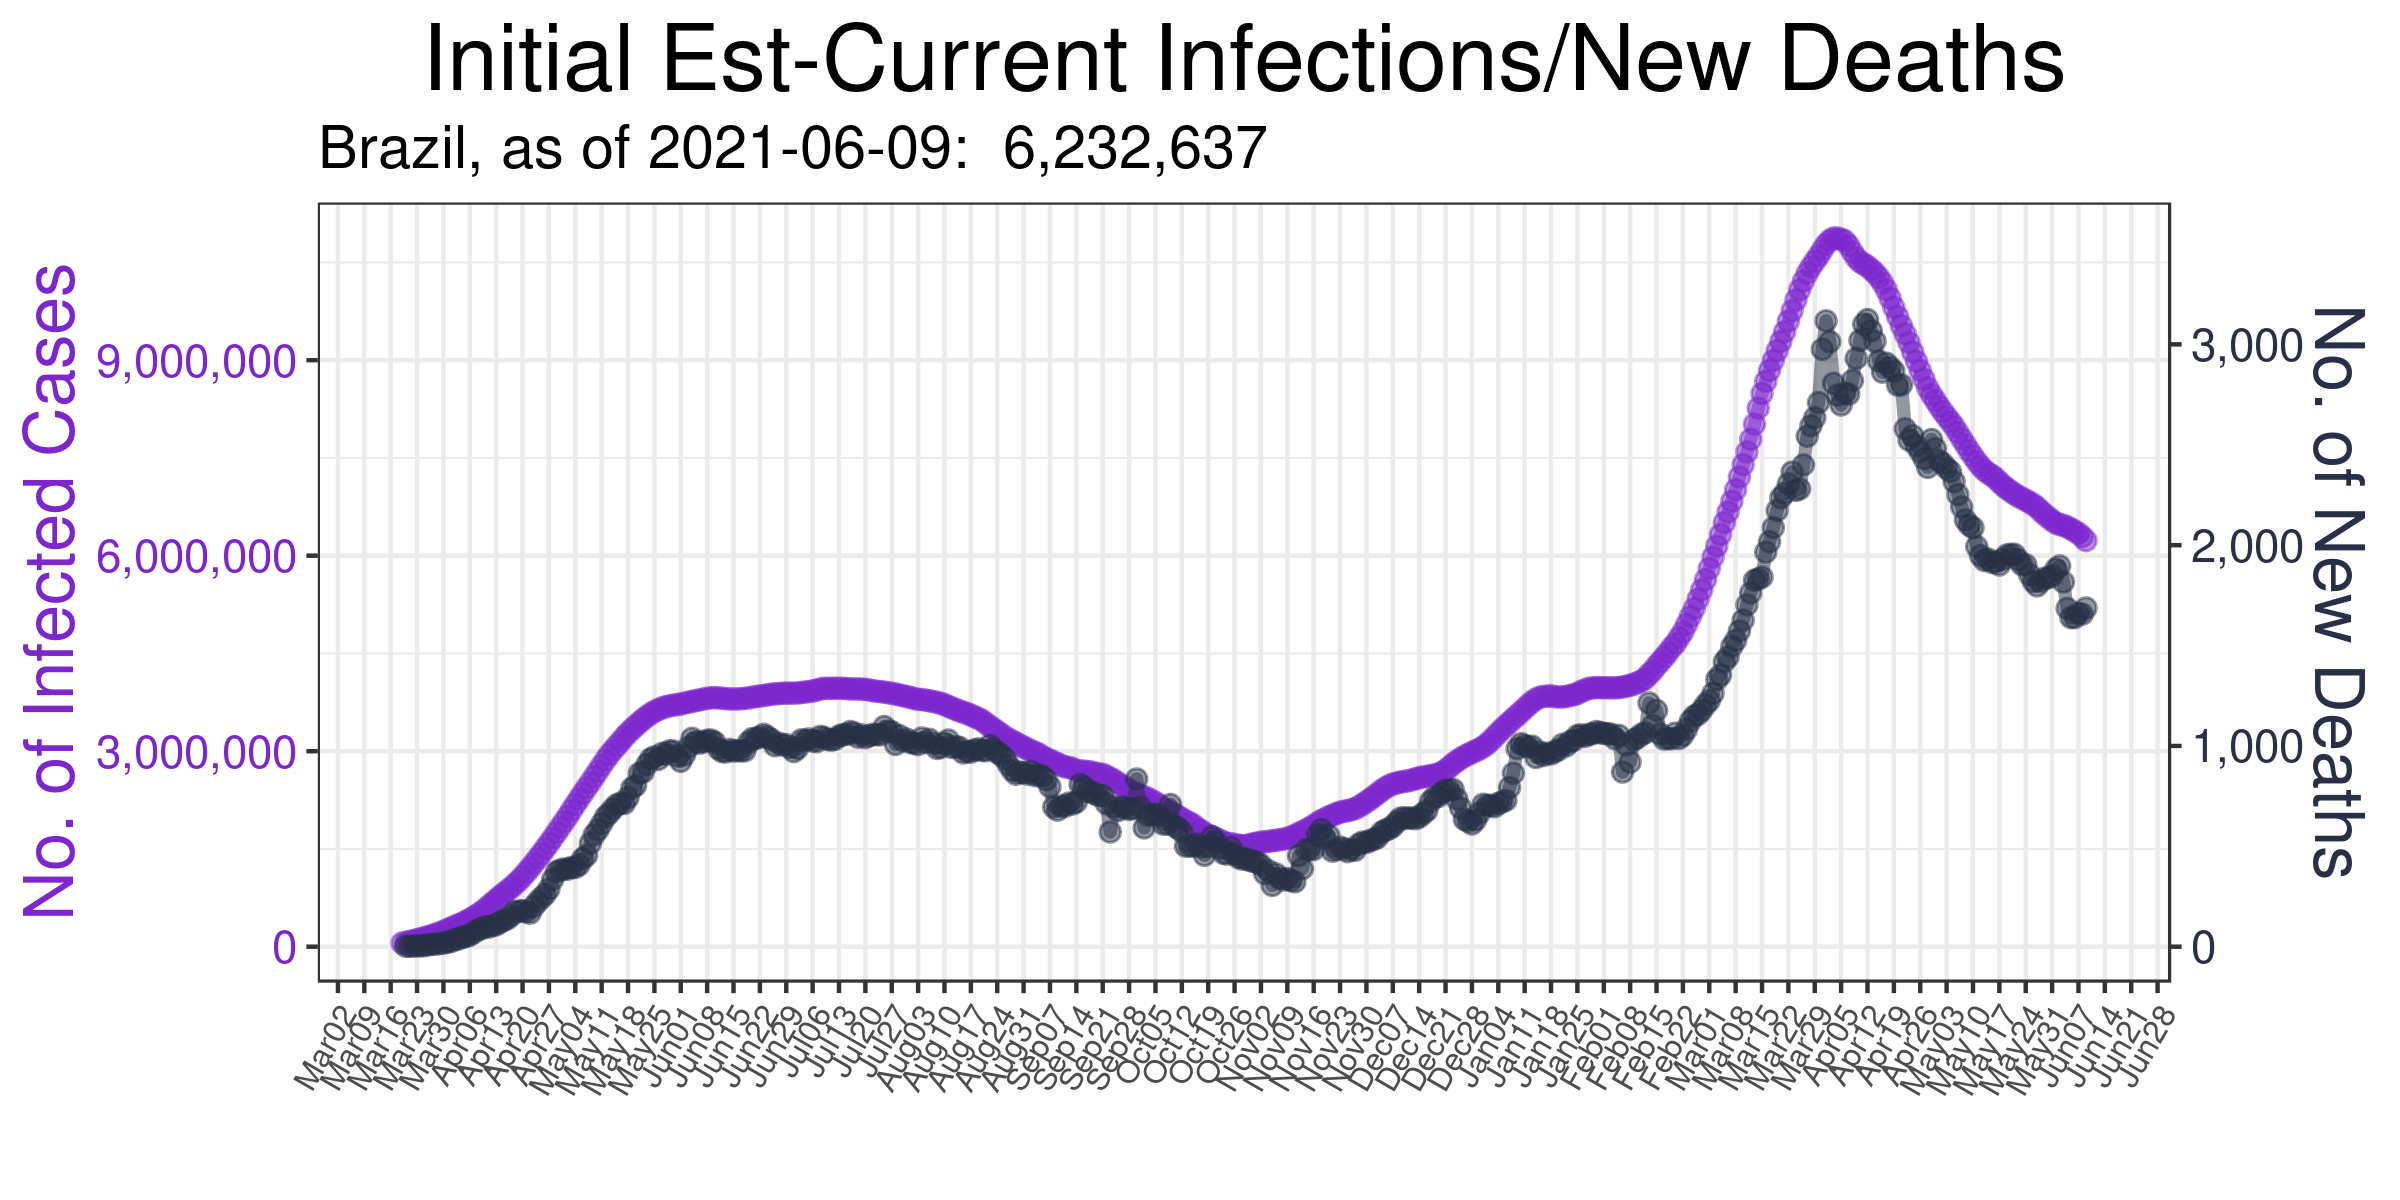 Initial Est-Current Infections/New Deaths
Brazil, as of 2021-06-09:  6,232,637
No. of Infected Cases
9,000,000
6,000,000
3,000,000
0
3,000
2,000
1,000
0
No. of New Deaths
Mar02
Mar09
Mar16
Mar23
Mar30
Apr06
Apr13
Apr20
Apr27
May04
May11
May18
May25
Jun01
Jun08
Jun15
Jun22
Jun29
Jul06
Jul13
Jul20
Jul27
Aug03
Aug10
Aug17
Aug24
Aug31
Sep07
Sep14
Sep21
Sep28
Oct05
Oct12
Oct19
Oct26
Nov02
Nov09
Nov16
Nov23
Nov30
Dec07
Dec14
Dec21
Dec28
Jan04
Jan11
Jan18
Jan25
Feb01
Feb08
Feb15
Feb22
Mar01
Mar08
Mar15
Mar22
Mar29
Apr05
Apr12
Apr19
Apr26
May03
May10
May17
May24
May31
Jun07
Jun14
Jun21
Jun28